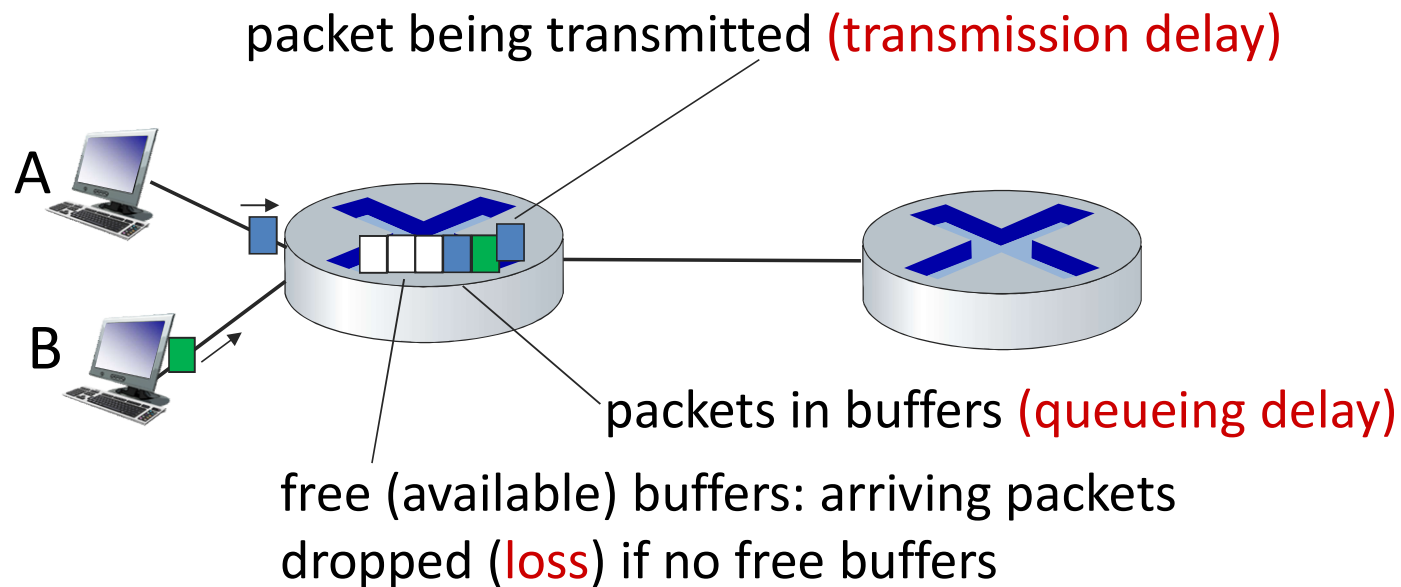 packet being transmitted (transmission delay)
A
B
packets in buffers (queueing delay)
free (available) buffers: arriving packets
dropped (loss) if no free buffers